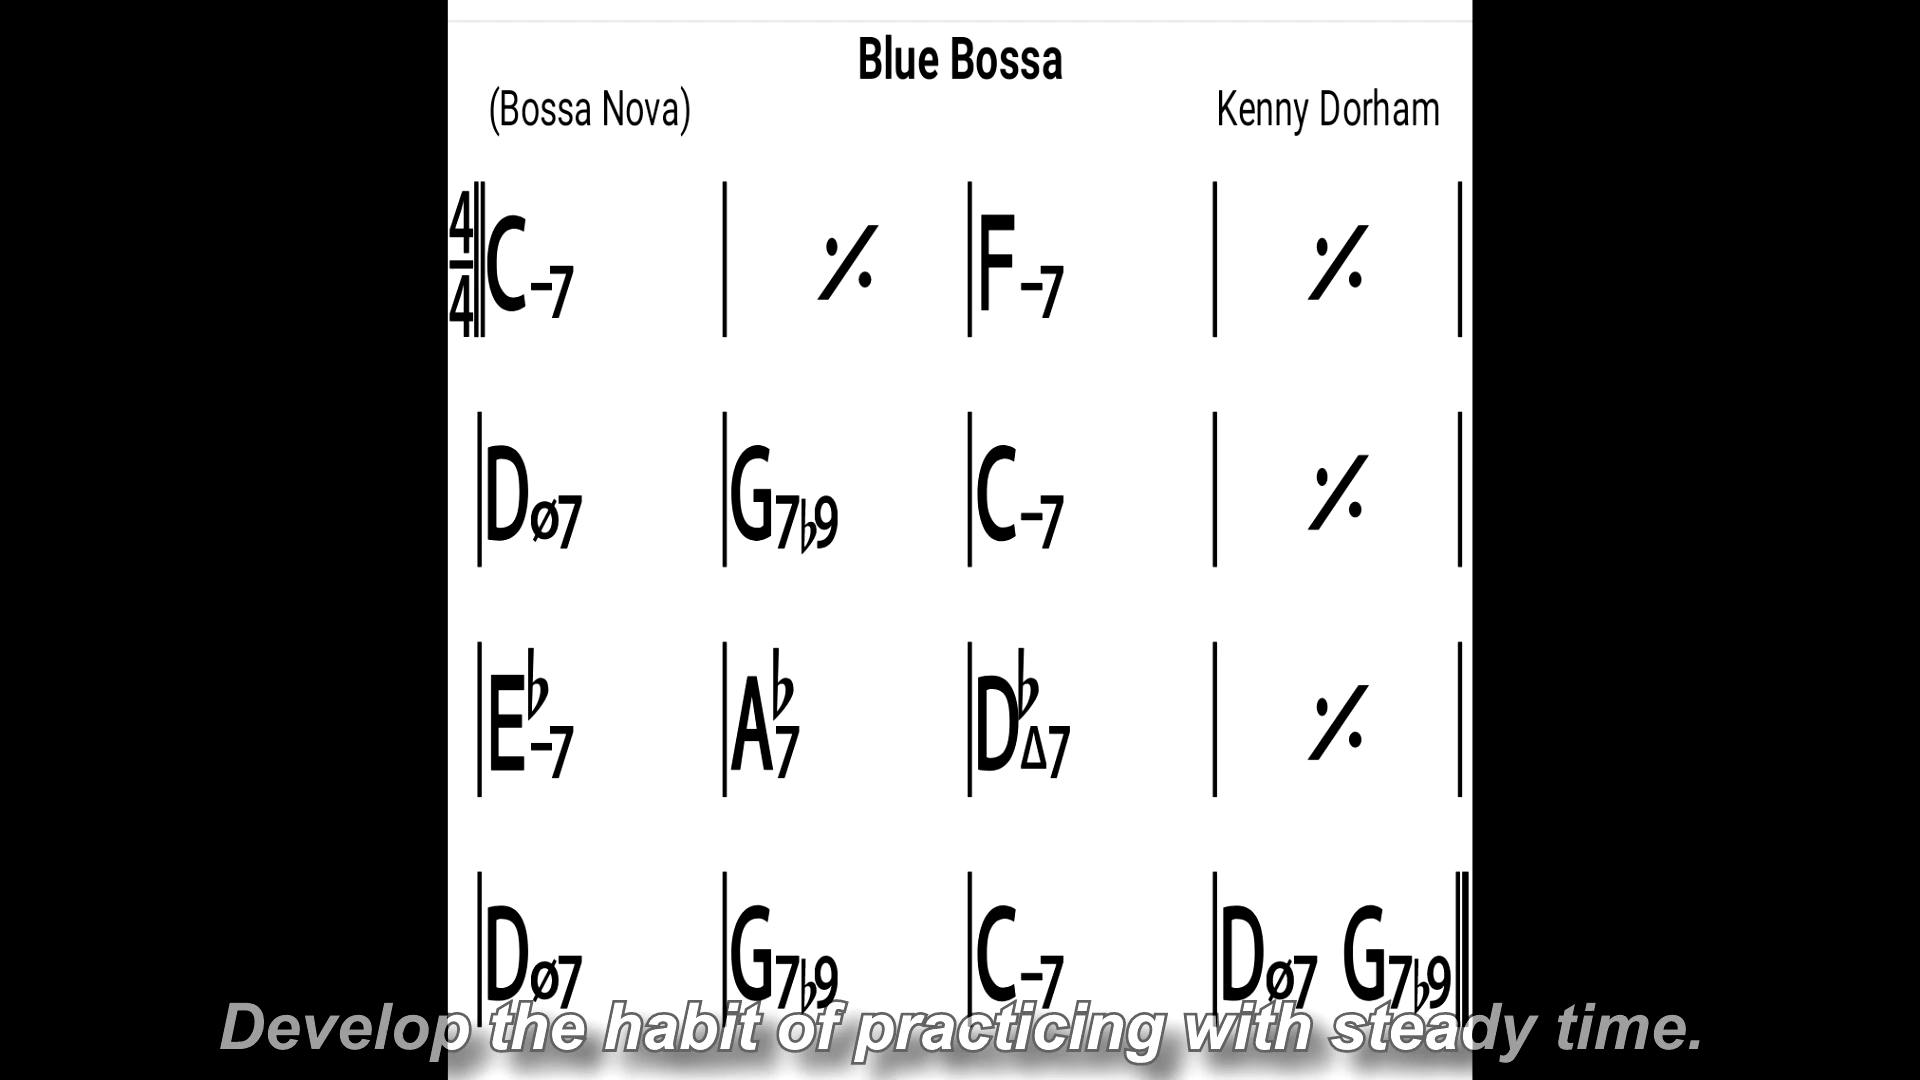 Blue Bossa
(Bossa Nova) Kenny Dorham
4/4 C–7 𝄎 F–7 𝄎
Dø7 G7♭9 C–7 𝄎
E♭–7 A♭7 D♭Δ7 𝄎
Dø7 G7♭9 C–7 Dø7 G7♭9
Develop the habit of practicing with steady time.